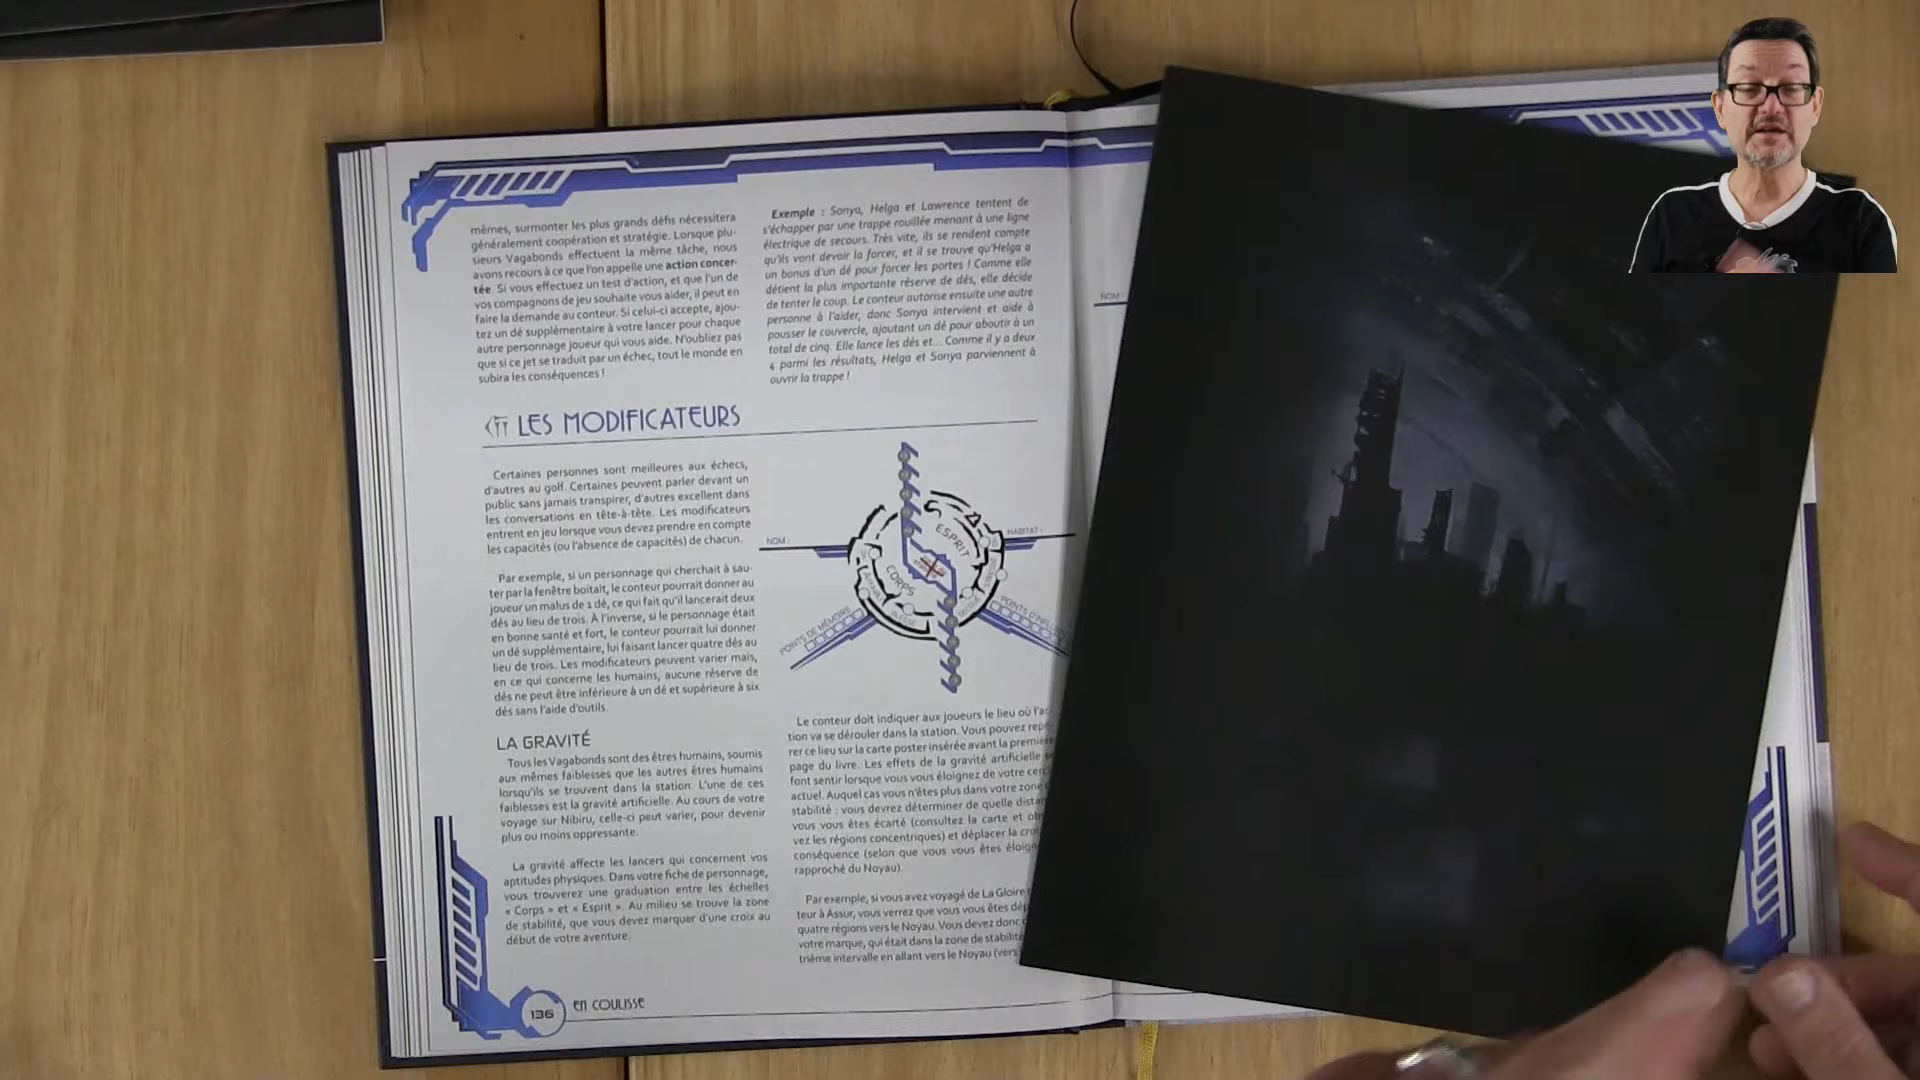 mêmes, surmonter les plus grands défis nécessitera
généralement coopération et stratégie. Lorsque plu-
sieurs Vagabonds effectuent la même tâche, nous
avons recours à ce que l'on appelle une action concer-
tée. Si vous effectuez un test d'action, et que l'un de
vos compagnons de jeu souhaite vous aider, il peut en
faire la demande au conteur. Si celui-ci accepte, ajou-
tez un dé supplémentaire à votre lancer pour chaque
autre personnage joueur qui vous aide. N'oubliez pas
que si ce jet se traduit par un échec, tout le monde en
subira les conséquences !
Exemple : Sonya, Helga et Lawrence tentent de
s'échapper par une trappe rouillée menant à une ligne
électrique de secours. Très vite, ils se rendent compte
qu'ils vont devoir la forcer, et il se trouve qu'Helga a
un bonus d'un dé pour forcer les portes ! Comme elle
détient la plus importante réserve de dés, elle décide
de tenter le coup. Le conteur autorise ensuite une autre
personne à l'aider, donc Sonya intervient et aide à
pousser le couvercle, ajoutant un dé pour aboutir à un
total de cinq. Elle lance les dés et... Comme il y a deux
4 parmi les résultats, Helga et Sonya parviennent à
ouvrir la trappe !
LES MODIFICATEURS
Certaines personnes sont meilleures aux échecs,
d'autres au golf. Certaines peuvent parler devant un
public sans jamais transpirer, d'autres excellent dans
les conversations en tête-à-tête. Les modificateurs
entrent en jeu lorsque vous devez prendre en compte
les capacités (ou l'absence de capacités) de chacun.
Par exemple, si un personnage qui cherchait à sau-
ter par la fenêtre boitait, le conteur pourrait donner au
joueur un malus de 1 dé, ce qui fait qu'il lancerait deux
dés au lieu de trois. À l'inverse, si le personnage était
en bonne santé et fort, le conteur pourrait lui donner
un dé supplémentaire, lui faisant lancer quatre dés au
lieu de trois. Les modificateurs peuvent varier mais,
en ce qui concerne les humains, aucune réserve de
dés ne peut être inférieure à un dé et supérieure à six
dés sans l'aide d'outils.
LA GRAVITÉ
Tous les Vagabonds sont des êtres humains, soumis
aux mêmes faiblesses que les autres êtres humains
lorsqu'ils se trouvent dans la station. L'une de ces
faiblesses est la gravité artificielle. Au cours de votre
voyage sur Nibiru, celle-ci peut varier, pour devenir
plus ou moins oppressante.
La gravité affecte les lancers qui concernent vos
aptitudes physiques. Dans votre fiche de personnage,
vous trouverez une graduation entre les échelles
« Corps » et « Esprit ». Au milieu se trouve la zone
de stabilité, que vous devez marquer d'une croix au
début de votre aventure.
NOM :
HABITAT :
ESPRIT
CORPS
POINTS DE MÉMOIRE
Le conteur doit indiquer aux joueurs le lieu où l'ac-
tion va se dérouler dans la station. Vous pouvez repé-
rer ce lieu sur la carte poster insérée avant la première
page du livre. Les effets de la gravité artificielle
font sentir lorsque vous vous éloignez de votre
actuel. Auquel cas vous n'êtes plus dans votre zone
stabilité : vous devrez déterminer de quelle
vous vous êtes écarté (consultez la carte et
vez les régions concentriques) et déplacer la
conséquence (selon que vous vous êtes
rapproché du Noyau).
Par exemple, si vous avez voyagé de La Gloire
teur à Assur, vous verrez que vous vous êtes
quatre régions vers le Noyau. Vous devez donc
votre marque, qui était dans la zone de stabilité
trième intervalle en allant vers le Noyau (vers
NOM :
136 EN COULISSE